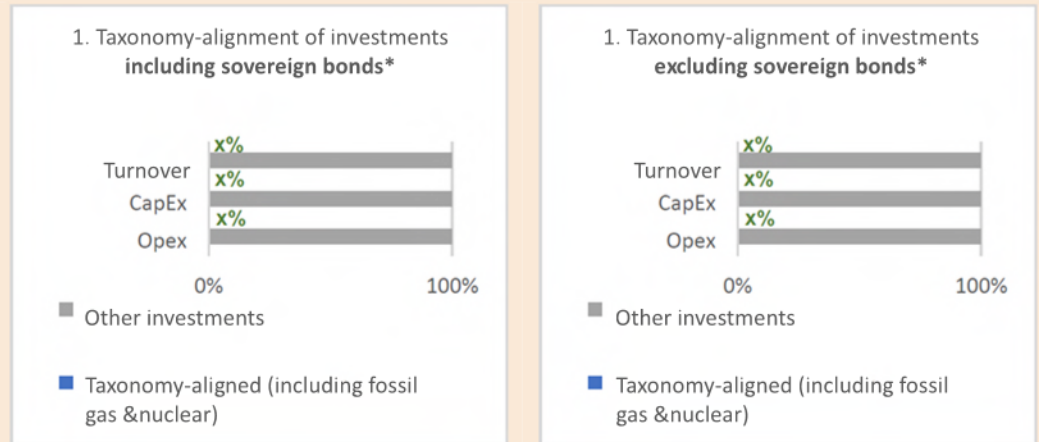 1. Taxonomy-alignment of investments
including sovereign bonds*
x%
Turnover
x%
CapEx
x%
Opex
0%
100%
Other investments
Taxonomy-aligned (including fossil
gas &nuclear)
1. Taxonomy-alignment of investments
excluding sovereign bonds*
x%
Turnover
x%
CapEx
x%
Opex
0%
100%
Other investments
Taxonomy-aligned (including fossil
gas &nuclear)